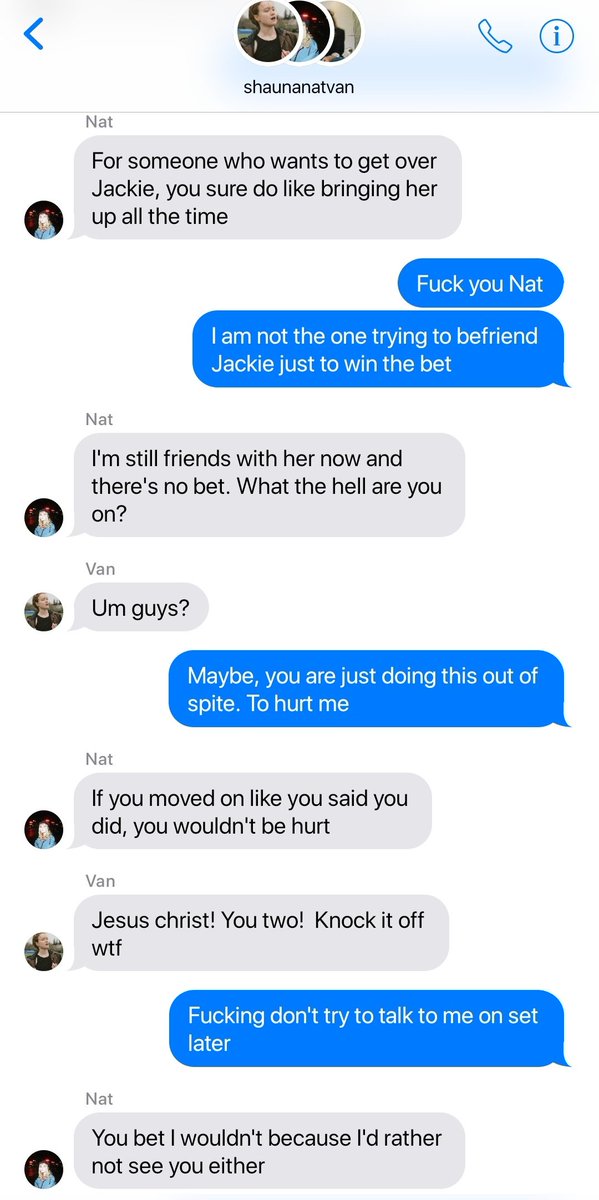 shaunanatvan
Nat
For someone who wants to get over
Jackie, you sure do like bringing her
up all the time
Fuck you Nat
I am not the one trying to befriend
Jackie just to win the bet
Nat
I'm still friends with her now and
there's no bet. What the hell are you
on?
Van
Um guys?
Maybe, you are just doing this out of
spite. To hurt me
Nat
If you moved on like you said you
did, you wouldn't be hurt
Van
Jesus christ! You two!  Knock it off
wtf
Fucking don't try to talk to me on set
later
Nat
You bet I wouldn't because I'd rather
not see you either